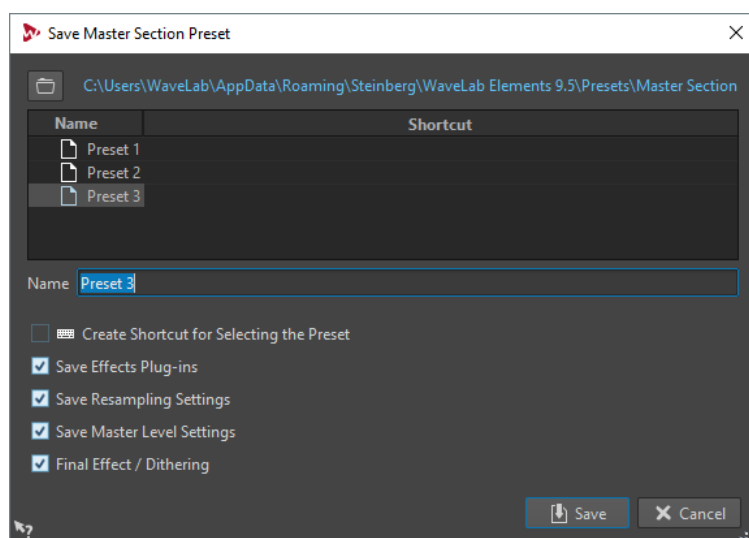 Save Master Section Preset
C:\Users\WaveLab\AppData\Roaming\Steinberg\WaveLab Elements 9.5\Presets\Master Section
Name Shortcut
Preset 1
Preset 2
Preset 3
Name Preset 3
Create Shortcut for Selecting the Preset
Save Effects Plug-ins
Save Resampling Settings
Save Master Level Settings
Final Effect / Dithering
Save Cancel